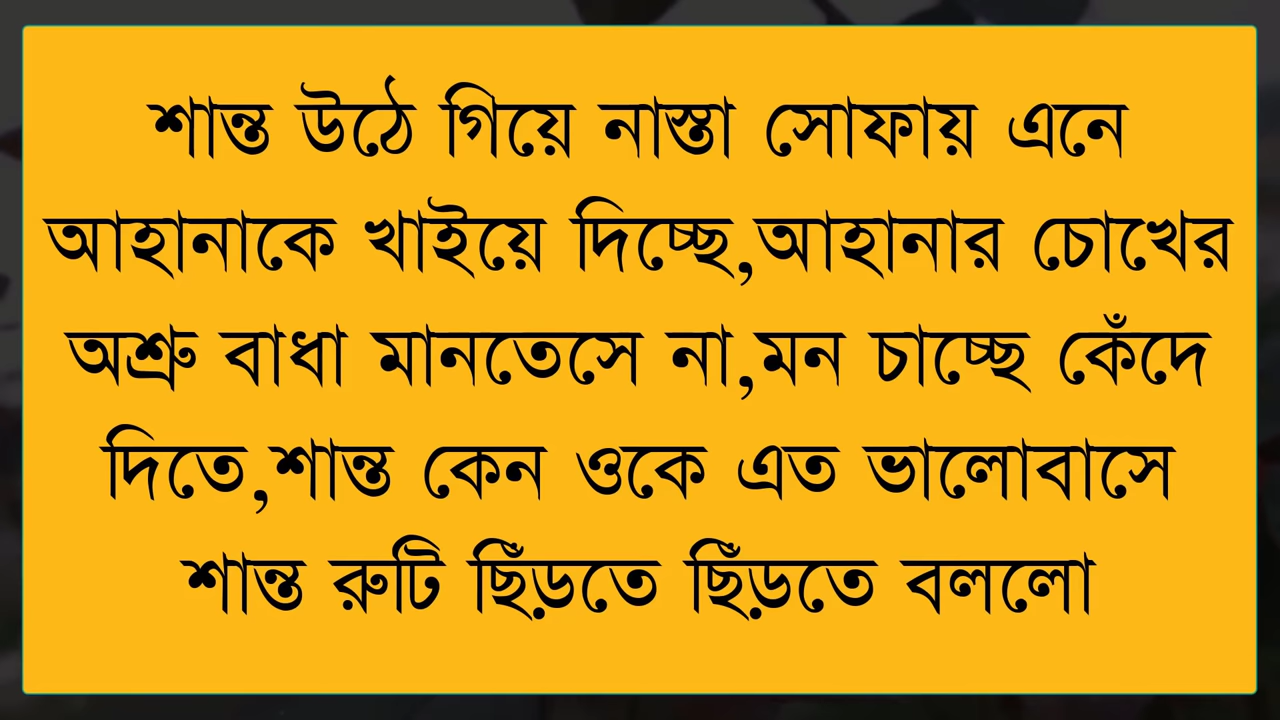 শান্ত উঠে গিয়ে নাস্তা সোফায় এনে
আহানাকে খাইয়ে দিচ্ছে,আহানার চোখের
অশ্রু বাধা মানতেসে না,মন চাচ্ছে কেঁদে
দিতে,শান্ত কেন ওকে এত ভালোবাসে
শান্ত রুটি ছিঁড়তে ছিঁড়তে বললো